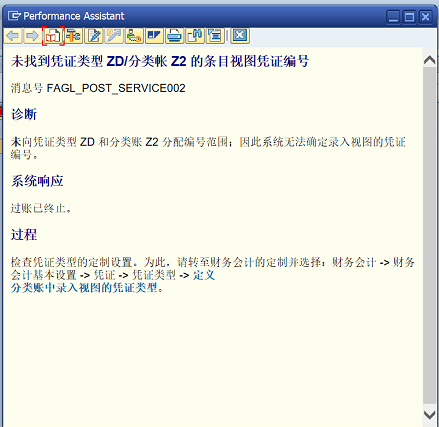 Performance Assistant
未找到凭证类型 ZD/分类帐 Z2 的条目视图凭证编号
消息号 FAGL_POST_SERVICE002
诊断
未向凭证类型 ZD 和分类账 Z2 分配编号范围；因此系统无法确定录入视图的凭证
编号。
系统响应
过账已终止。
过程
检查凭证类型的定制设置。为此，请转至财务会计的定制并选择：财务会计 -> 财务
会计基本设置 -> 凭证 -> 凭证类型 -> 定义
分类账中录入视图的凭证类型。